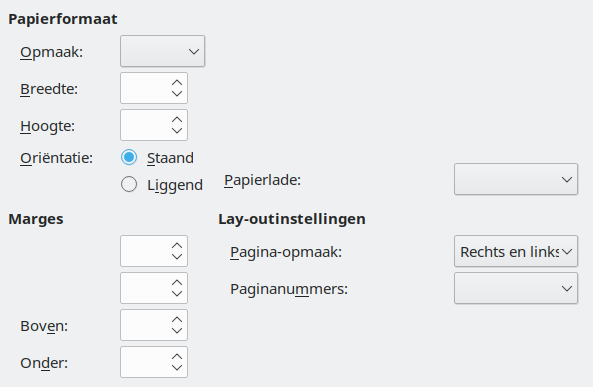 Papierformaat
Opmaak:
Breedte:
Hoogte:
Oriëntatie: Staand
Liggend Papierlade:
Marges Lay-outinstellingen
Pagina-opmaak: Rechts en links
Paginanummers:
Boven:
Onder: